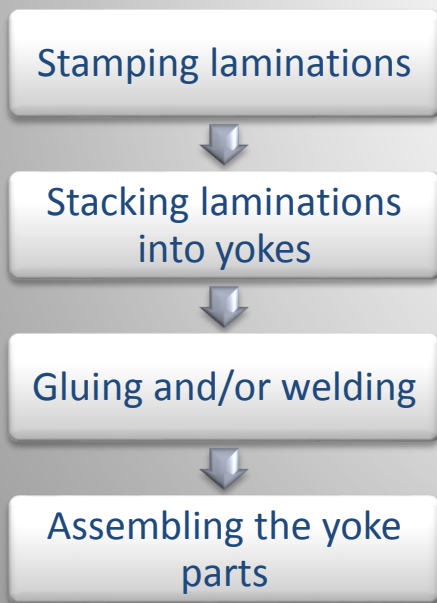 Stamping laminations
Stacking laminations
into yokes
Gluing and/or welding
Assembling the yoke
parts